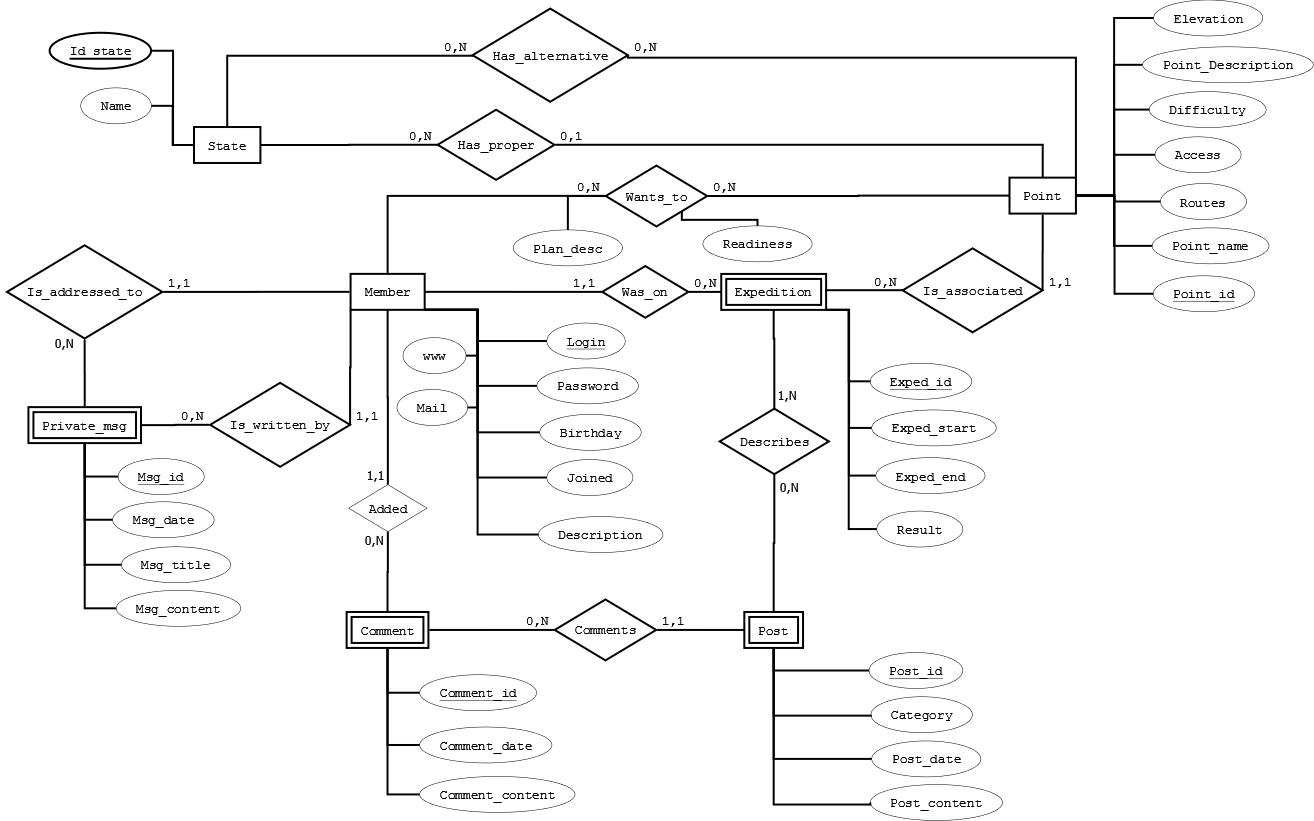 Elevation
Id state
0,N
Has_alternative
0,N
Point_Description
Name
Difficulty
0,N
0,1
State
Has_proper
Access
0,N
0,N
Wants_to
Point
Routes
Plan_desc
Readiness
Point_name
1,1
1,1
0,N
0,N
1,1
Is_addressed_to
Member
Was_on
Expedition
Is_associated
Point_id
0,N
Login
www
Exped_id
Password
1,N
Mail
0,N
1,1
Private_msg
Is_written_by
Birthday
Describes
Exped_start
Msg_id
1,1
Joined
Exped_end
0,N
Added
Msg_date
Description
Result
0,N
Msg_title
Msg_content
0,N
1,1
Comment
Comments
Post
Post_id
Comment_id
Category
Comment_date
Post_date
Comment_content
Post_content